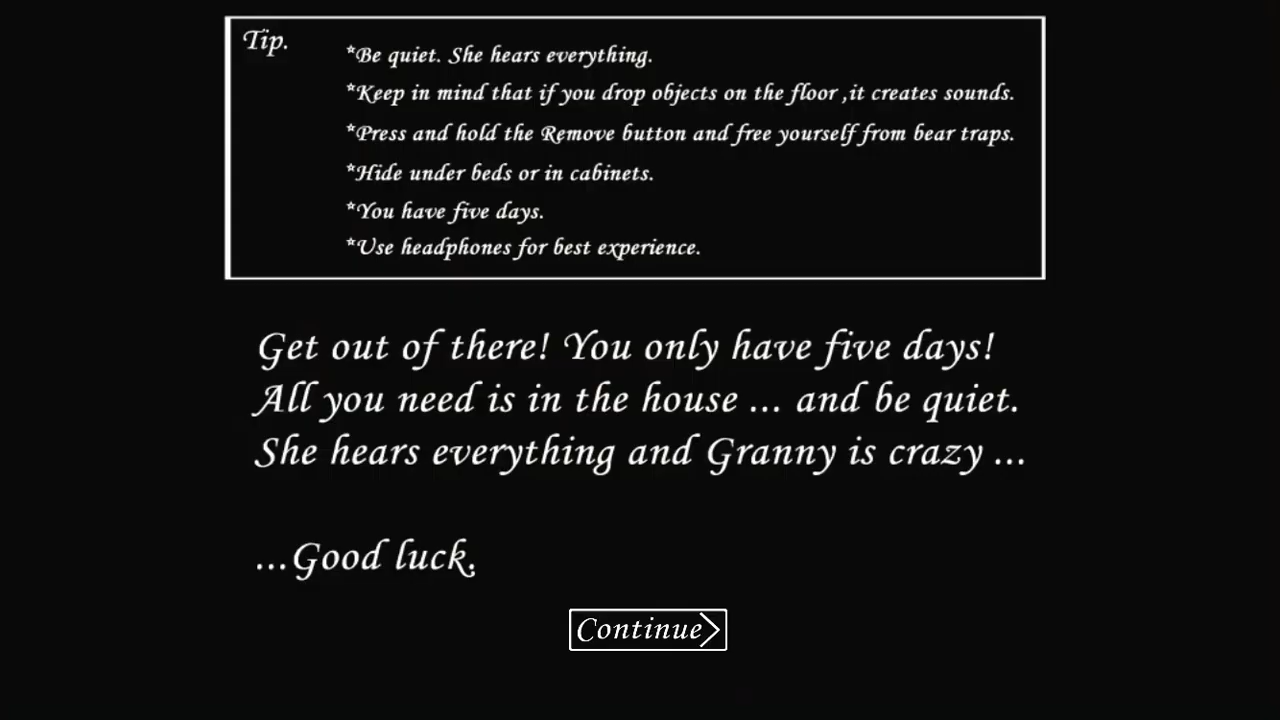 Tip.
*Be quiet. She hears everything.
*Keep in mind that if you drop objects on the floor ,it creates sounds.
*Press and hold the Remove button and free yourself from bear traps.
*Hide under beds or in cabinets.
*You have five days.
*Use headphones for best experience.
Get out of there! You only have five days!
All you need is in the house ... and be quiet.
She hears everything and Granny is crazy ...
...Good luck.
Continue